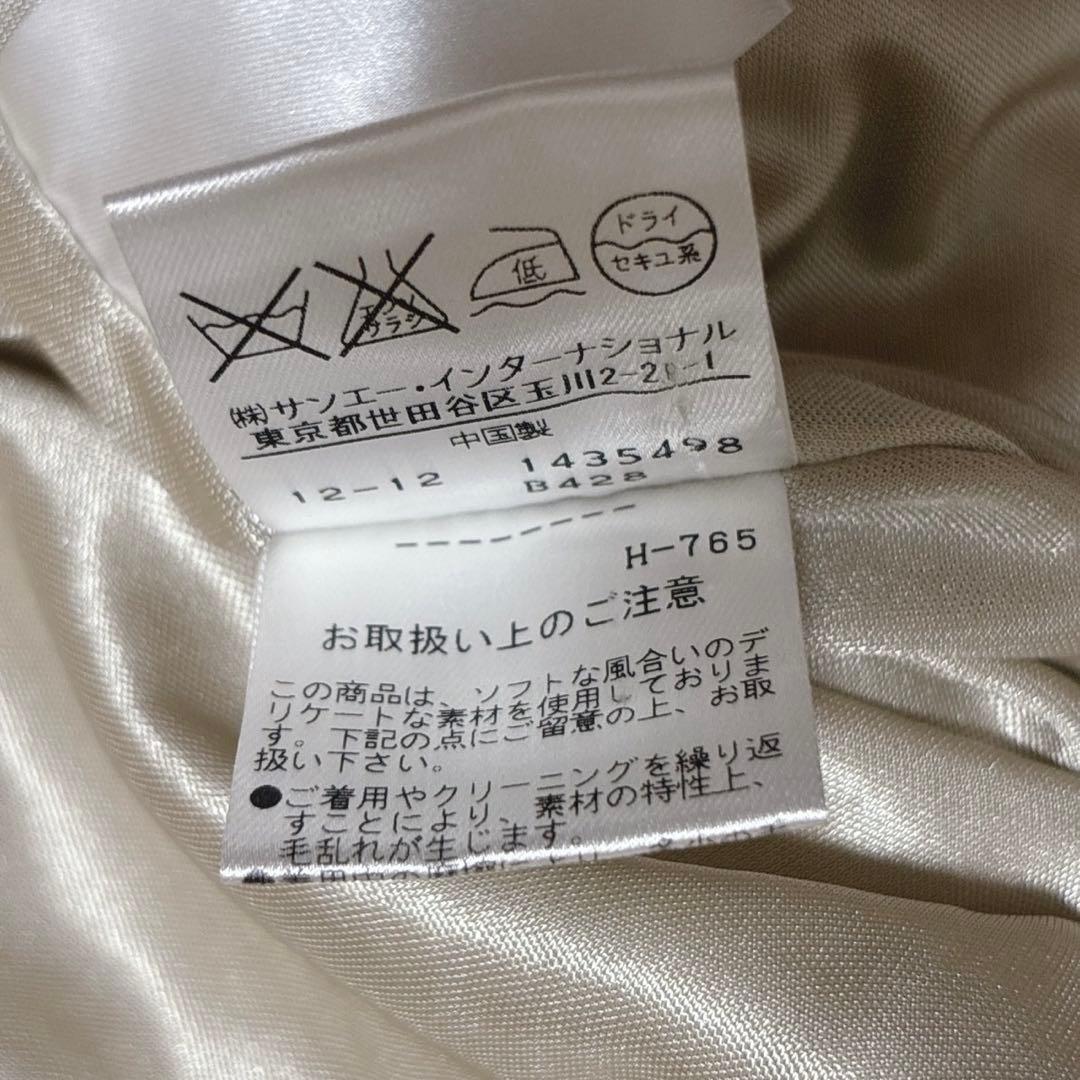 エンソ
サラシ
低
ドライ
セキユ系
(株)サンエー・インターナショナル
東京都世田谷区玉川2-2 -1
中国製
12-12 1435498
B428
H-765
お取扱い上のご注意
この商品は、ソフトな風合いのデ
リケートな素材を使用しておりま
す。下記の点にご留意の上、お取
扱い下さい。
●ご着用やクリーニングを繰り返
すことにより、素材の特性上、
毛乱れが生じます。